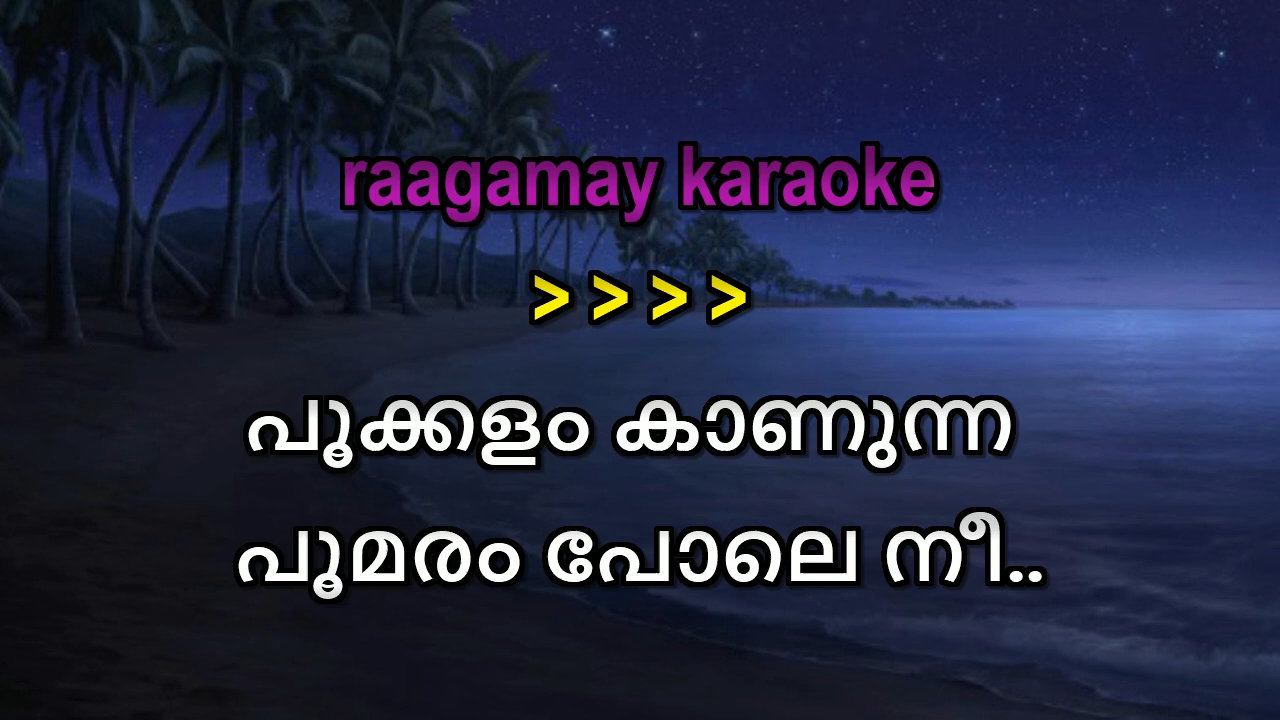 raagamay karaoke
> > > >
പൂക്കളം കാണുന്ന
പൂമരം പോലെ നീ..